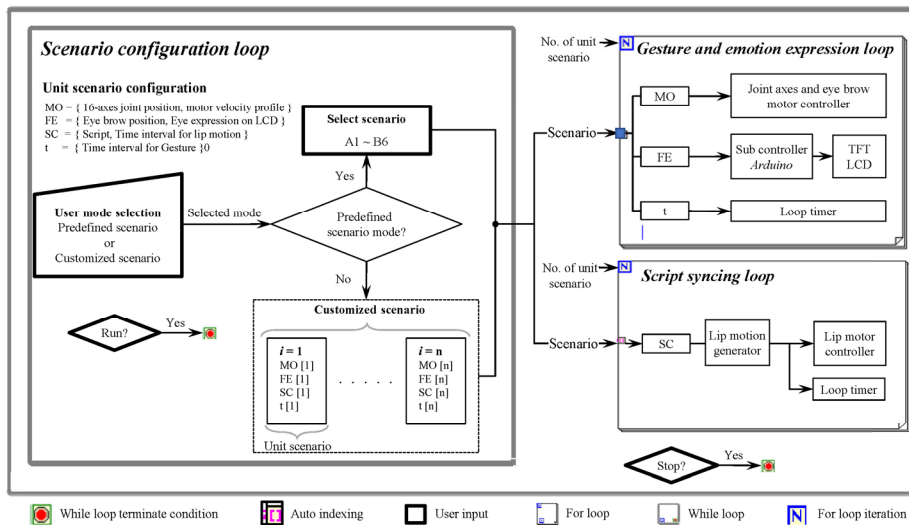 Scenario configuration loop
Unit scenario configuration
MO = { 16-axes joint position, motor velocity profile }
FE = { Eye brow position, Eye expression on LCD }
SC = { Script, Time interval for lip motion }
t = { Time interval for Gesture }0
Select scenario
A1 ~ B6
Yes
User mode selection
Predefined scenario
or
Customized scenario
Selected mode
Predefined
scenario mode?
No
Run?
Yes
Customized scenario
i = 1
MO [1]
FE [1]
SC [1]
t [1]
. . . . .
i = n
MO [n]
FE [n]
SC [n]
t [n]
Unit scenario
No. of unit
scenario
N
Gesture and emotion expression loop
Scenario
MO
Joint axes and eye brow
motor controller
FE
Sub controller
Arduino
TFT
LCD
t
Loop timer
No. of unit
scenario
N
Script syncing loop
Scenario
SC
Lip motion
generator
Lip motor
controller
Loop timer
Stop?
Yes
While loop terminate condition
Auto indexing
User input
For loop
While loop
N
For loop iteration